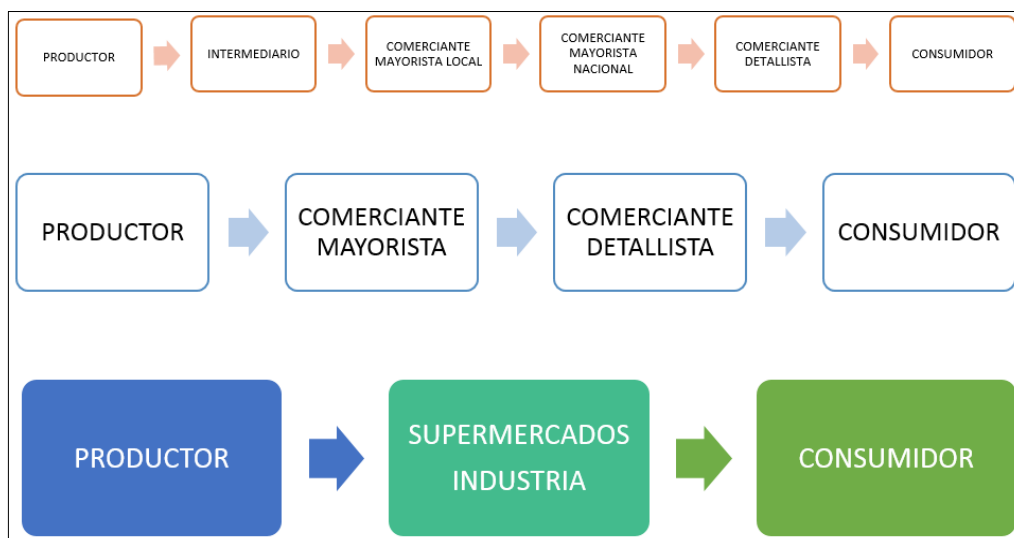 PRODUCTOR
INTERMEDIARIO
COMERCIANTE
MAYORISTA LOCAL
COMERCIANTE
MAYORISTA
NACIONAL
COMERCIANTE
DETALLISTA
CONSUMIDOR
PRODUCTOR
COMERCIANTE
MAYORISTA
COMERCIANTE
DETALLISTA
CONSUMIDOR
PRODUCTOR
SUPERMERCADOS
INDUSTRIA
CONSUMIDOR